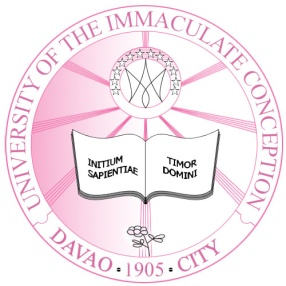 UNIVERSITY OF THE IMMACULATE CONCEPTION
INITIUM
SAPIENTIAE
TIMOR
DOMINI
DAVAO • 1905 • CITY